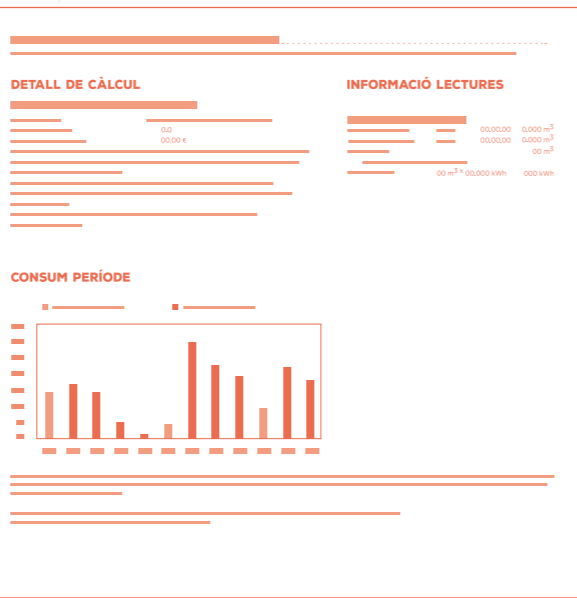 DETALL DE CÀLCUL
0.0
00,00 €
INFORMACIÓ LECTURES
00,00,00 0.000 m³
00,00,00 0.000 m³
00 m³
00 m³ x 00,000 kWh 000 kWh
CONSUM PERÍODE